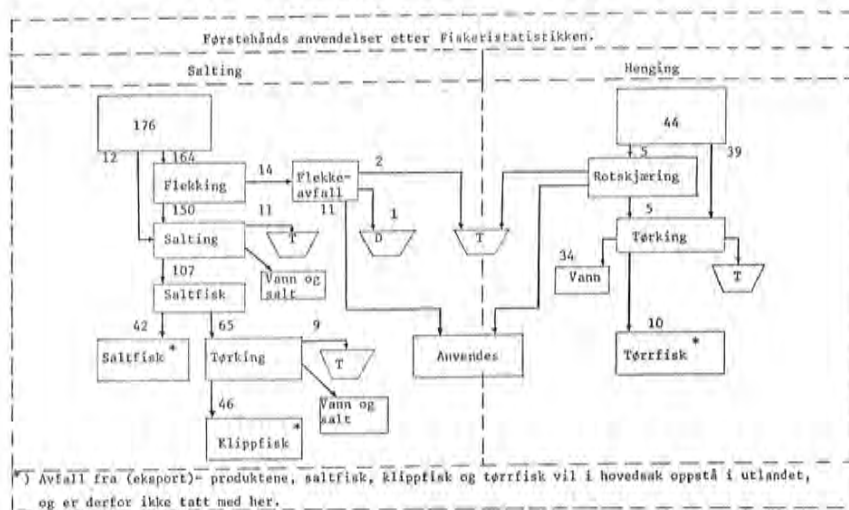 Førstehånds anvendelser etter Fiskeristatistikken.
Salting
Henging
176
44
12
164
14
2
5
39
Flekking
Flekke-
avfall
Rotskjæring
150
11
11
1
5
Salting
T
D
T
Tørking
107
Vann og
salt
34
Vann
T
Saltfisk
42
65
9
10
Saltfisk *
Tørking
T
Anvendes
Tørrfisk *
46
Vann og
salt
Klippfisk *
*) Avfall fra (eksport)- produktene, saltfisk, klippfisk og tørrfisk vil i hovedsak oppstå i utlandet,
og er derfor ikke tatt med her.